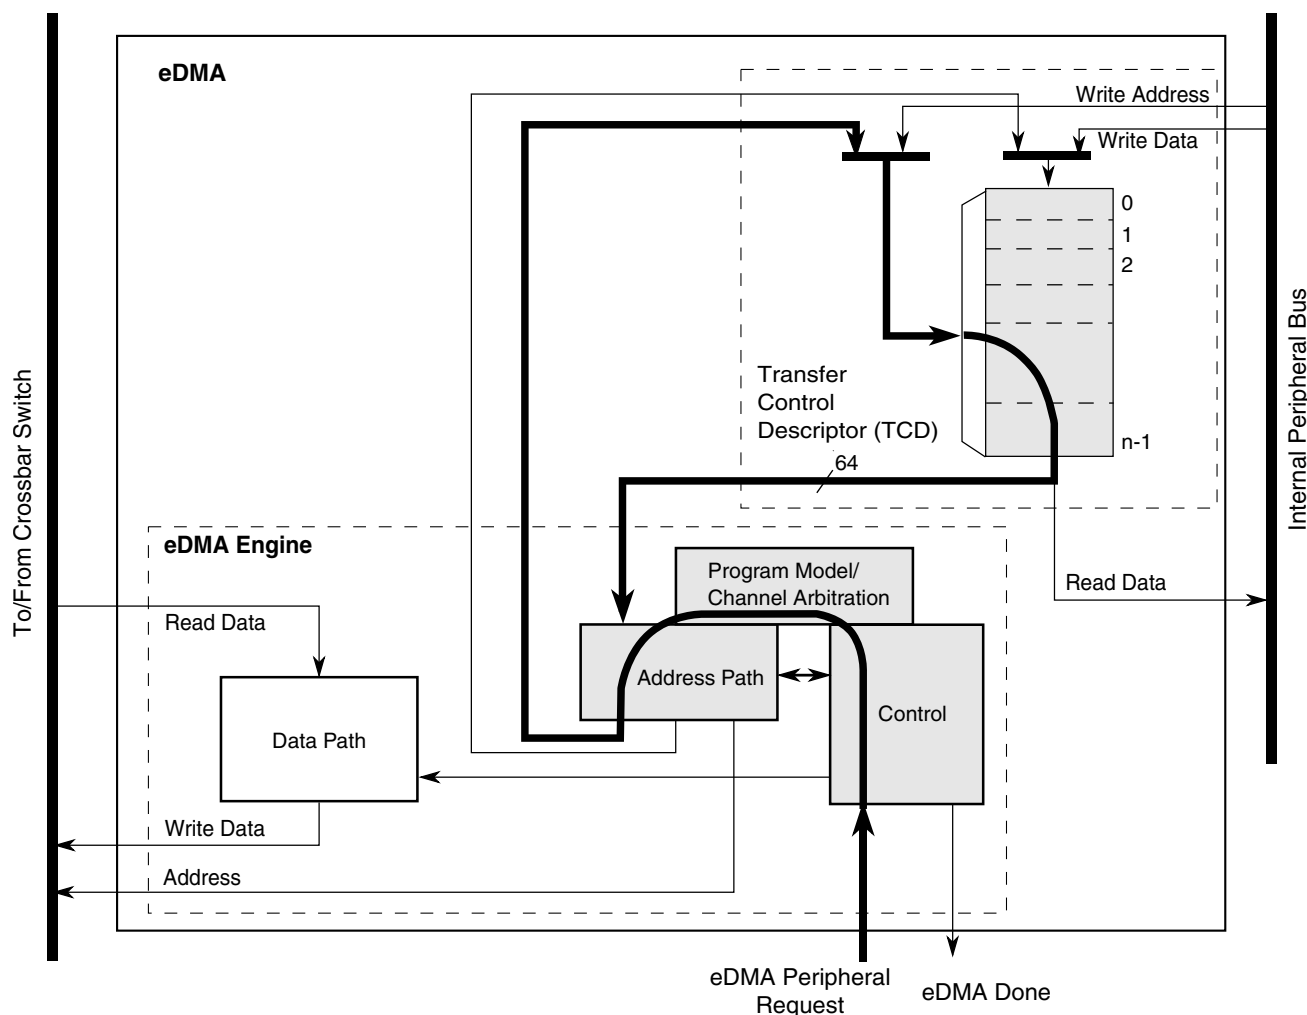 eDMA
Write Address
Write Data
0
1
2
n-1
Transfer
Control
Descriptor (TCD)
64
To/From Crossbar Switch
Internal Peripheral Bus
eDMA Engine
Program Model/
Channel Arbitration
Read Data
Read Data
Address Path
Control
Data Path
Write Data
Address
eDMA Peripheral
Request
eDMA Done